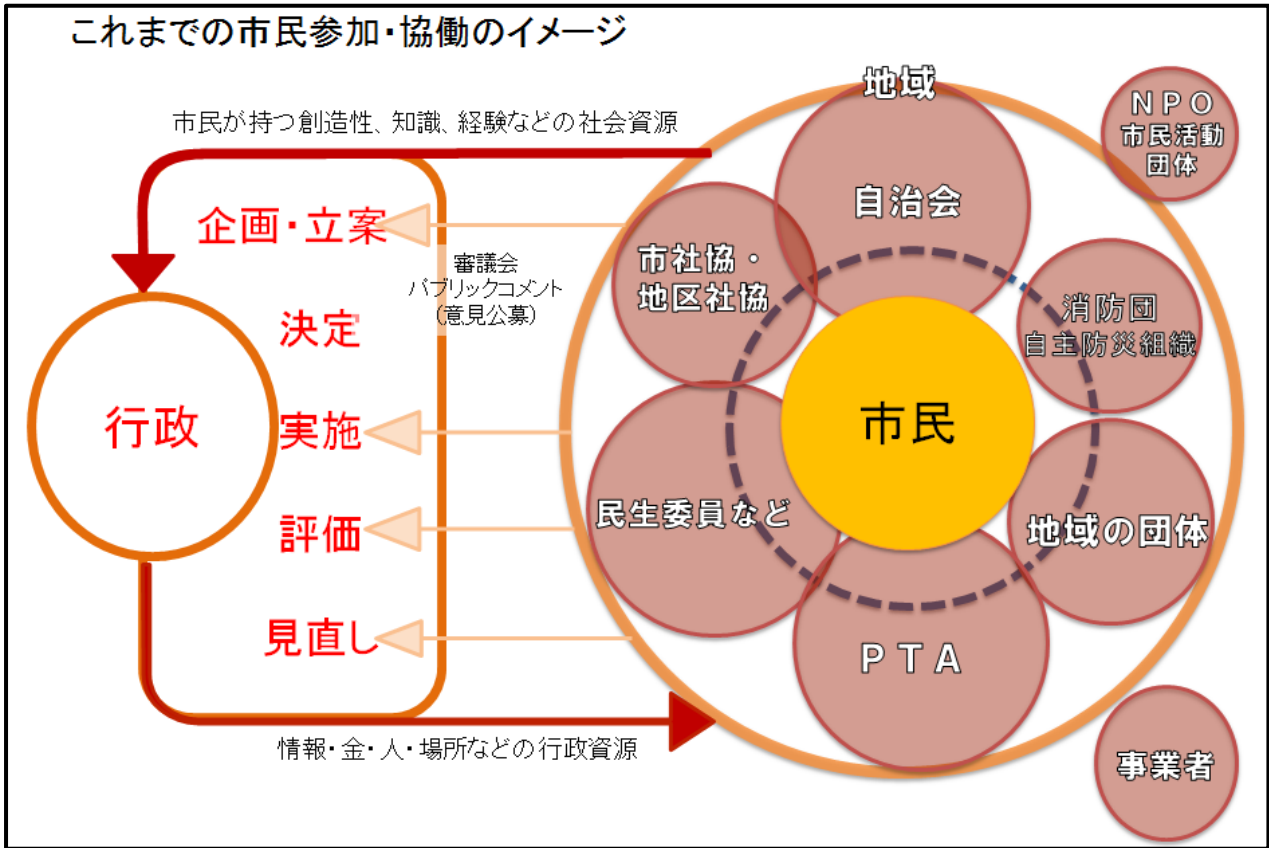 これまでの市民参加・協働のイメージ
市民が持つ創造性、知識、経験などの社会資源
企画・立案
審議会
パブリックコメント
(意見公募)
決定
行政
実施
評価
見直し
情報・金・人・場所などの行政資源
地域
自治会
市社協・
地区社協
消防団
自主防災組織
市民
民生委員など
地域の団体
ＰＴＡ
ＮＰＯ
市民活動
団体
事業者